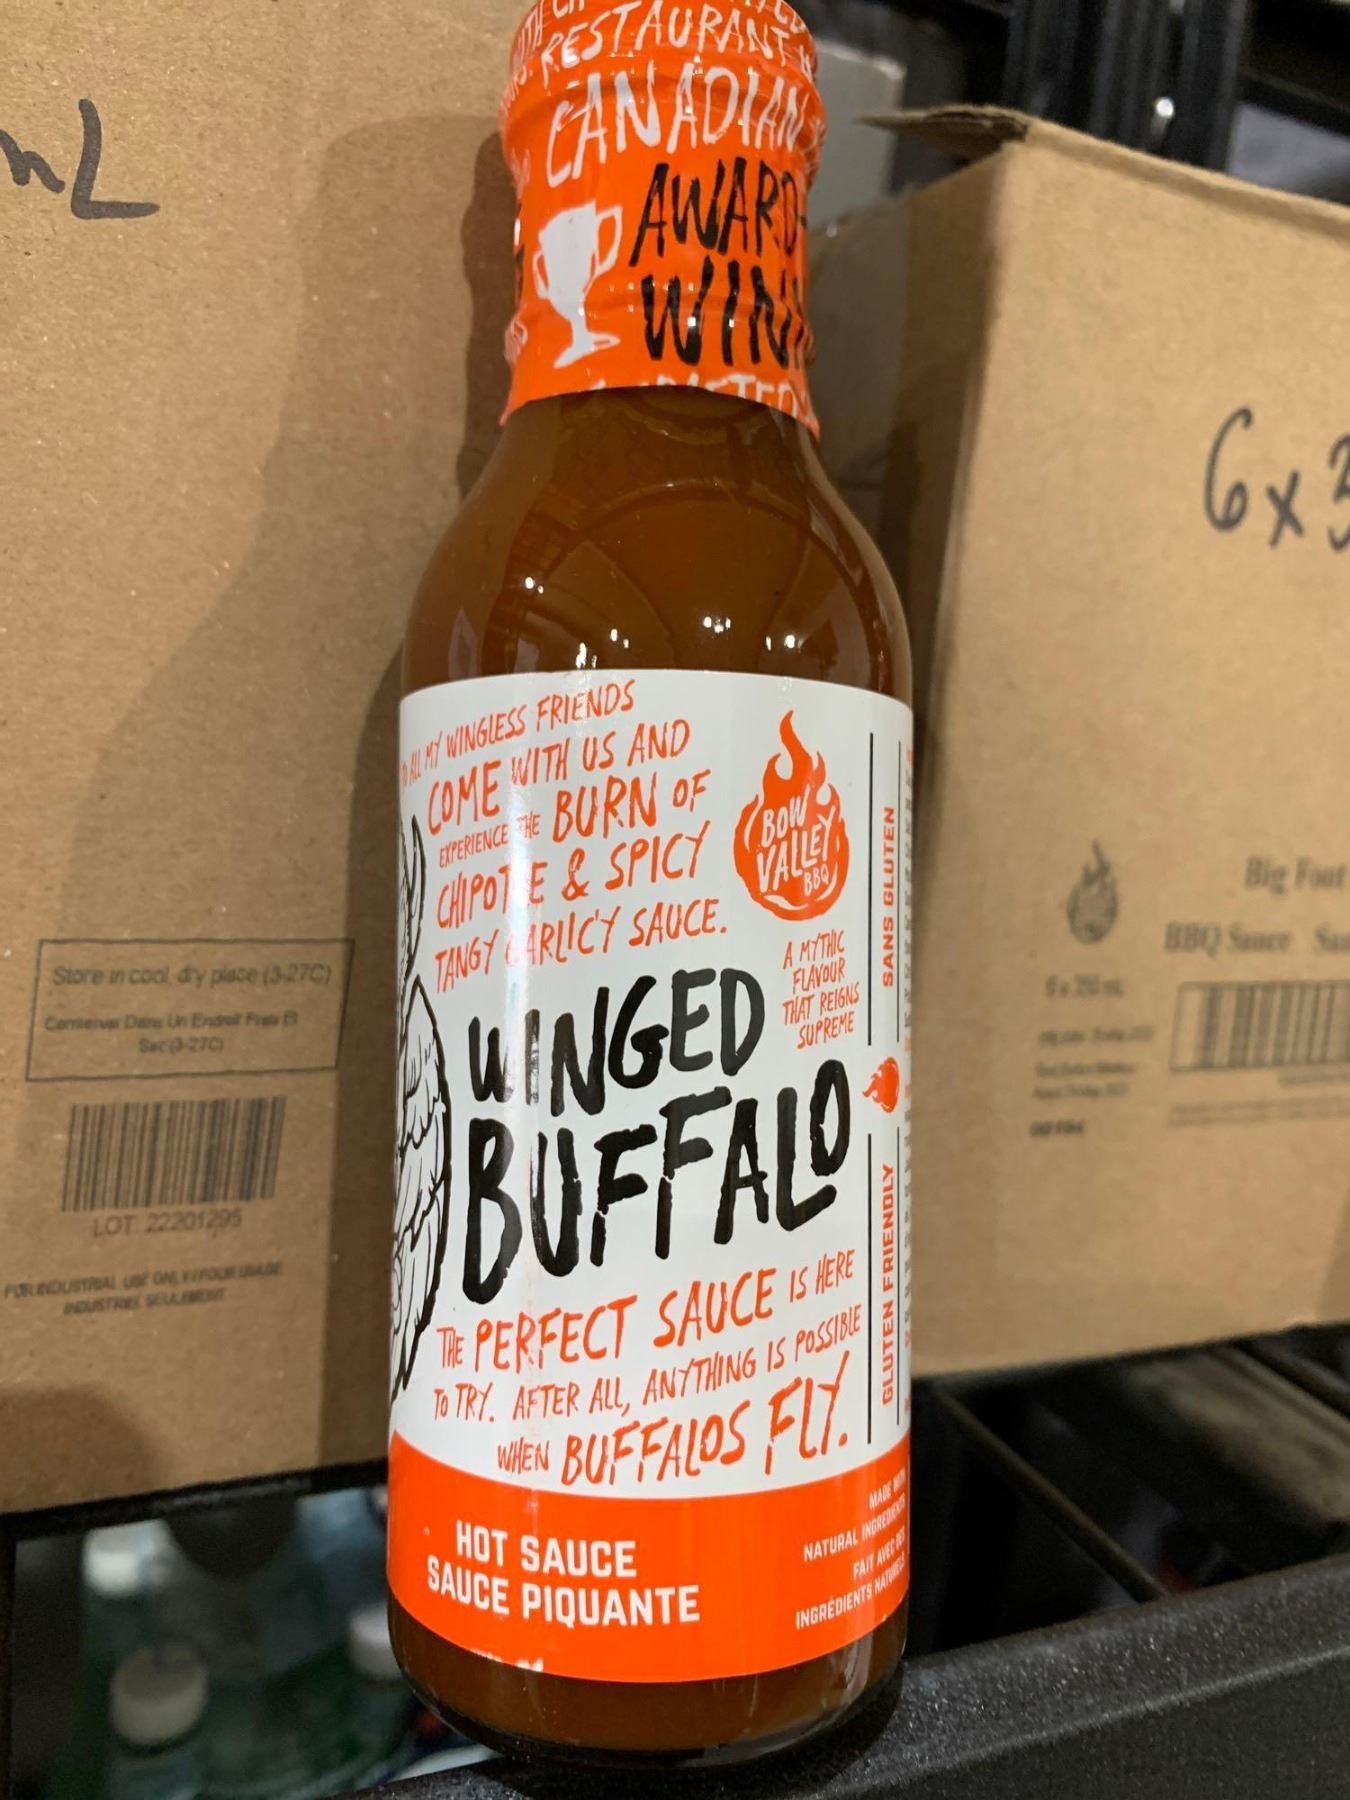 RESTAURANT
CANADIAN
AWARD-
mL
6x
ALL MY WINGLESS FRIENDS
COME WITH US AND
EXPERIENCE THE BURN OF
CHIPOTLE & SPICY
TANGY GARLIC'Y SAUCE.
BOW
VALLEY
BBQ
A MYTHIC
FLAVOUR
THAT REIGNS
SUPREME
WINGED
BUFFALO
THE PERFECT SAUCE IS HERE
TO TRY. AFTER ALL, ANYTHING IS POSSIBLE
WHEN BUFFALOS FLY.
SANS GLUTEN
GLUTEN FRIENDLY
HOT SAUCE
SAUCE PIQUANTE
MADE WITH
NATURAL INGREDIENTS
FAIT AVEC DES
INGRÉDIENTS NATURELS
Store in cool, dry place (3-27C)
Conserver Dans Un Endroit Frais Et
Sec (3-27C)
LOT 22201295
FOR INDUSTRIAL USE ONLY / POUR USAGE
INDUSTRIEL SEULEMENT
Big Foot
BBQ Sauce